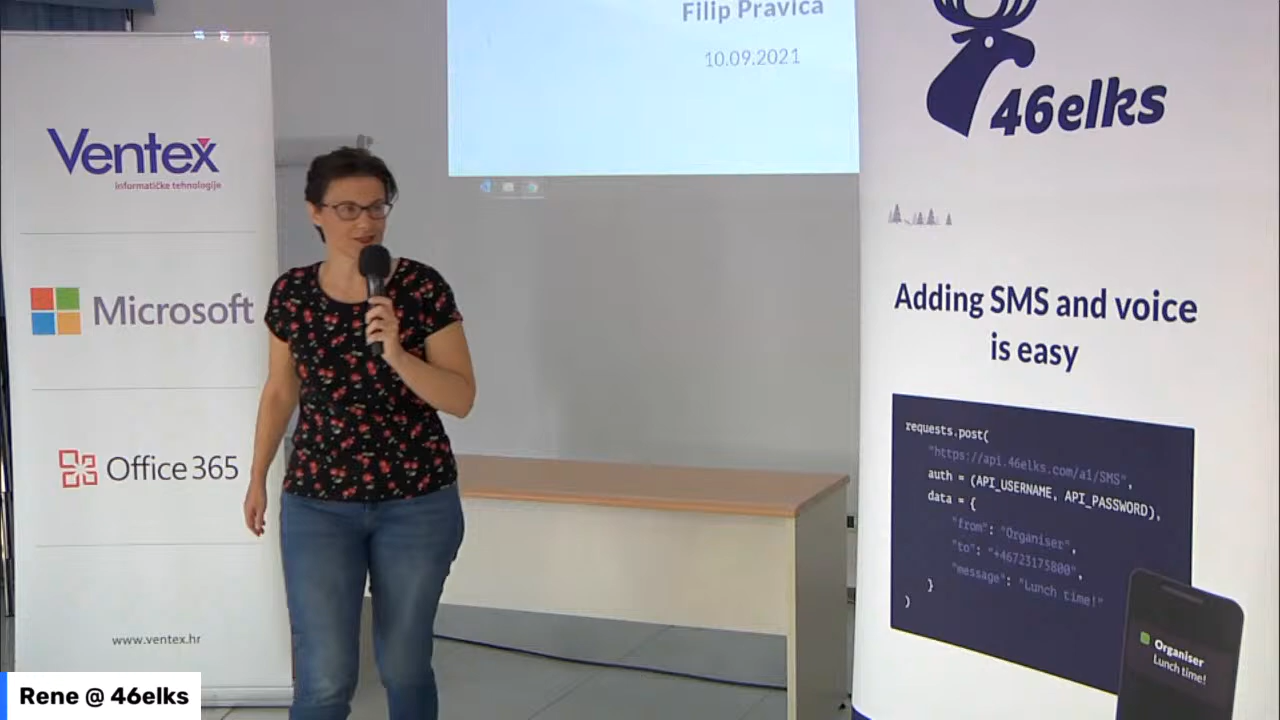 Ventex
informatičke tehnologije
Microsoft
Office 365
www.ventex.hr
Rene @ 46elks
Filip Pravica
10.09.2021
46elks
Adding SMS and voice
is easy
requests.post(
"https://api.46elks.com/a1/SMS",
auth = (API_USERNAME, API_PASSWORD),
data = {
"from": "Organiser",
"to": "+46723175800",
"message": "Lunch time!"
}
)
Organiser
Lunch time!